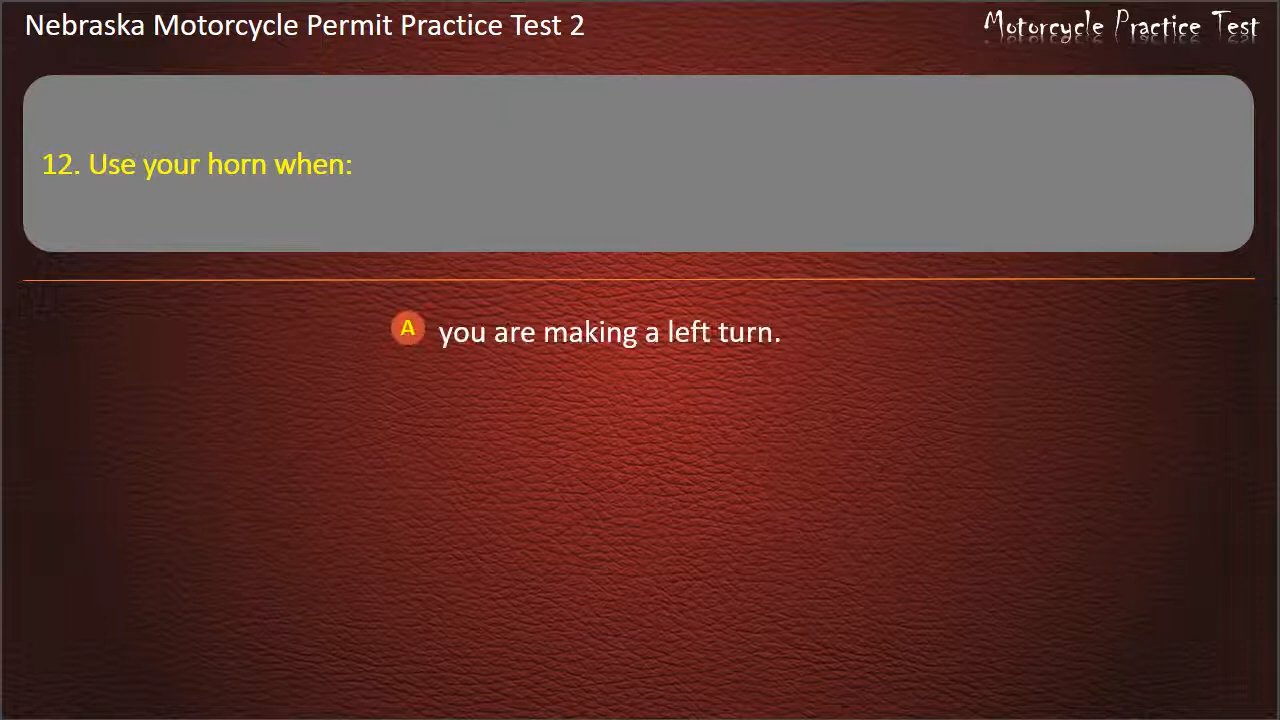 Nebraska Motorcycle Permit Practice Test 2
Motorcycle Practice Test
12. Use your horn when:
A you are making a left turn.